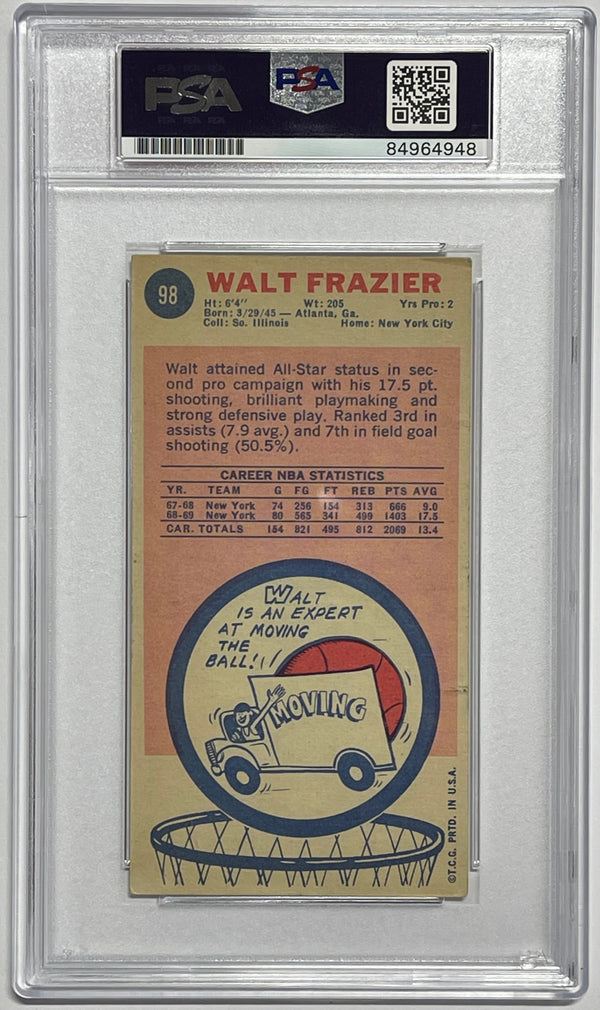 PSA
PSA
84964948
98
WALT FRAZIER
Ht: 6'4" Wt: 205 Yrs Pro: 2
Born: 3/29/45 — Atlanta, Ga.
Coll: So. Illinois Home: New York City
Walt attained All-Star status in sec-
ond pro campaign with his 17.5 pt.
shooting, brilliant playmaking and
strong defensive play. Ranked 3rd in
assists (7.9 avg.) and 7th in field goal
shooting (50.5%).
CAREER NBA STATISTICS
YR. TEAM G FG FT REB PTS AVG
67-68 New York 74 256 154 313 666 9.0
68-69 New York 80 565 341 499 1403 17.5
CAR. TOTALS 154 821 495 812 2069 13.4
WALT
IS AN EXPERT
AT MOVING
THE
BALL!
MOVING
©T.C.G. PRTD. IN U.S.A.